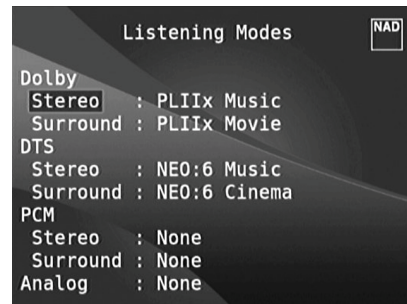 Listening Modes
NAD
Dolby
Stereo : PLIIx Music
Surround : PLIIx Movie
DTS
Stereo : NEO:6 Music
Surround : NEO:6 Cinema
PCM
Stereo : None
Surround : None
Analog : None